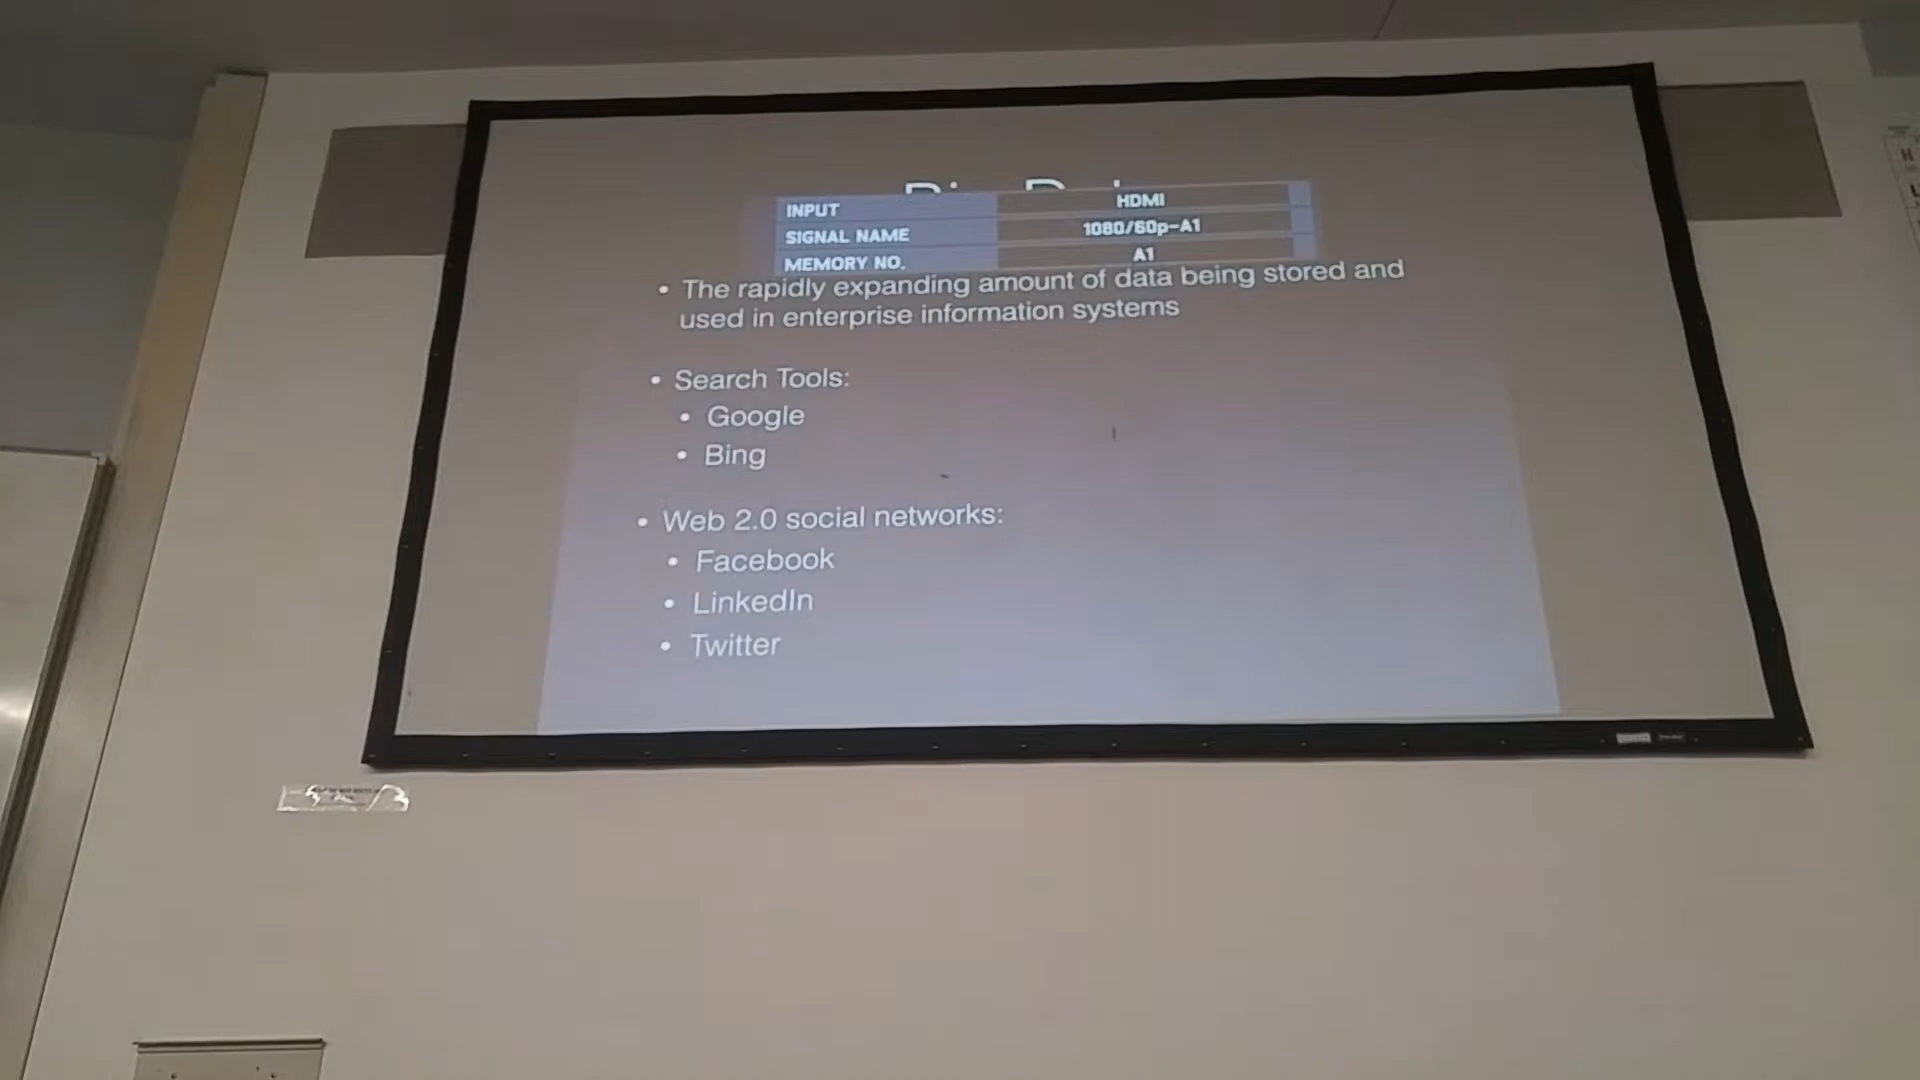 INPUT HDMI
SIGNAL NAME 1080/60p-A1
MEMORY NO. A1
• The rapidly expanding amount of data being stored and
used in enterprise information systems
• Search Tools:
• Google
• Bing
• Web 2.0 social networks:
• Facebook
• LinkedIn
• Twitter